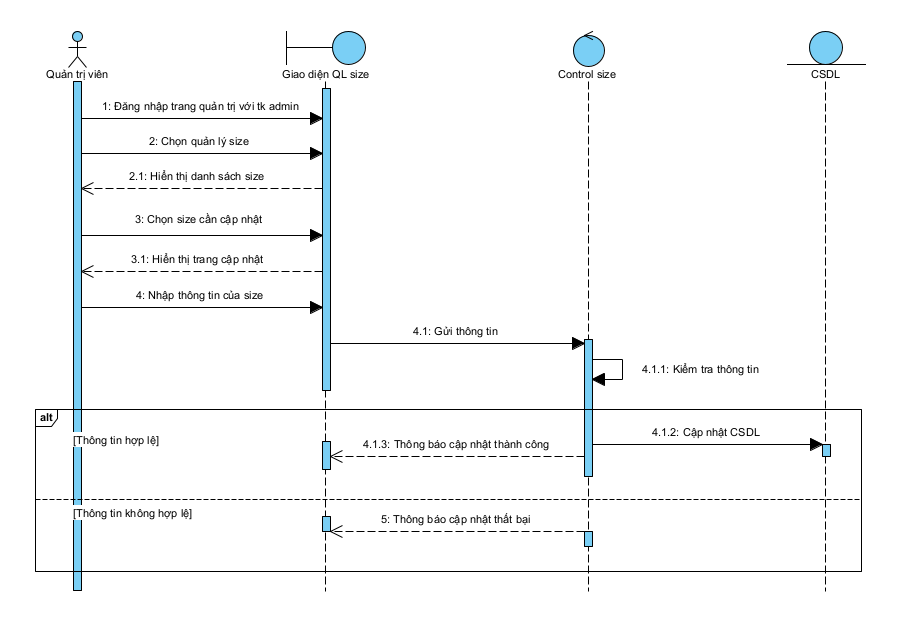 Quản trị viên
Giao diện QL size
Control size
CSDL
1: Đăng nhập trang quản trị với tk admin
2: Chọn quản lý size
2.1: Hiển thị danh sách size
3: Chọn size cần cập nhật
3.1: Hiển thị trang cập nhật
4: Nhập thông tin của size
4.1: Gửi thông tin
4.1.1: Kiểm tra thông tin
alt
[Thông tin hợp lệ]
4.1.2: Cập nhật CSDL
4.1.3: Thông báo cập nhật thành công
[Thông tin không hợp lệ]
5: Thông báo cập nhật thất bại